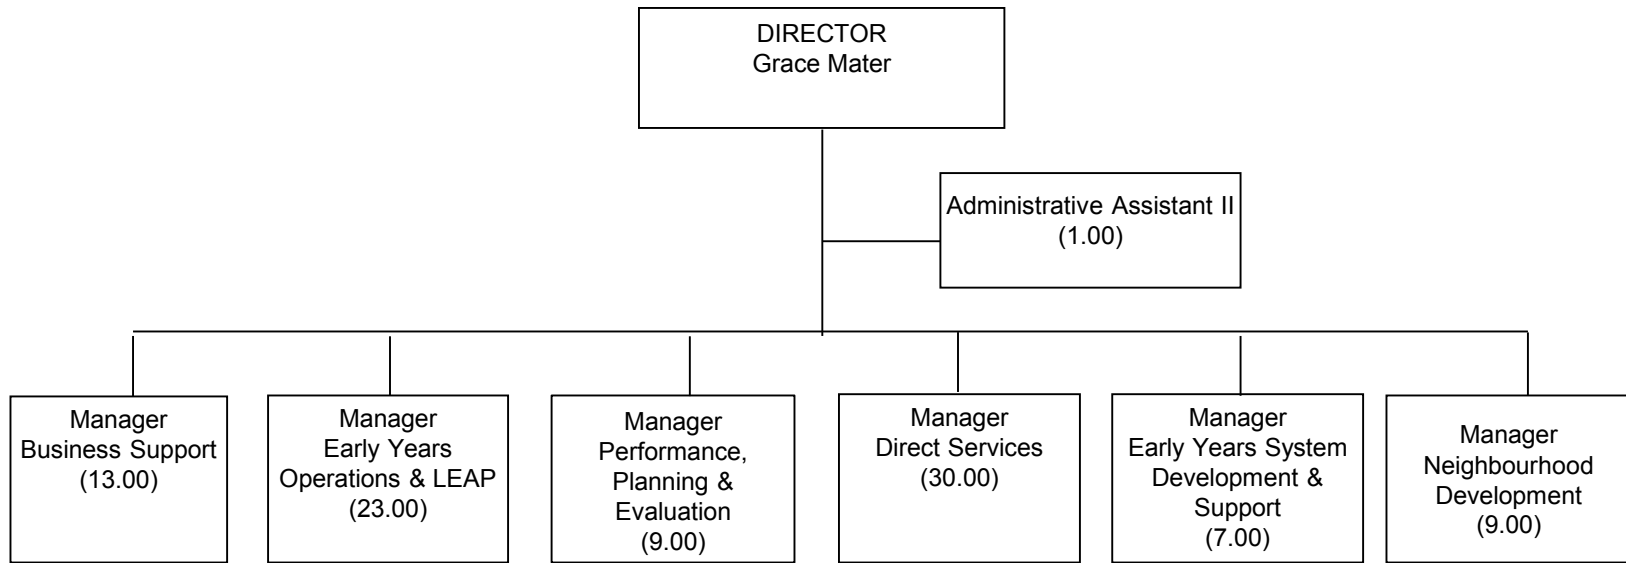 DIRECTOR
Grace Mater
Administrative Assistant II
(1.00)
Manager
Business Support
(13.00)
Manager
Early Years
Operations & LEAP
(23.00)
Manager
Performance,
Planning &
Evaluation
(9.00)
Manager
Direct Services
(30.00)
Manager
Early Years System
Development &
Support
(7.00)
Manager
Neighbourhood
Development
(9.00)